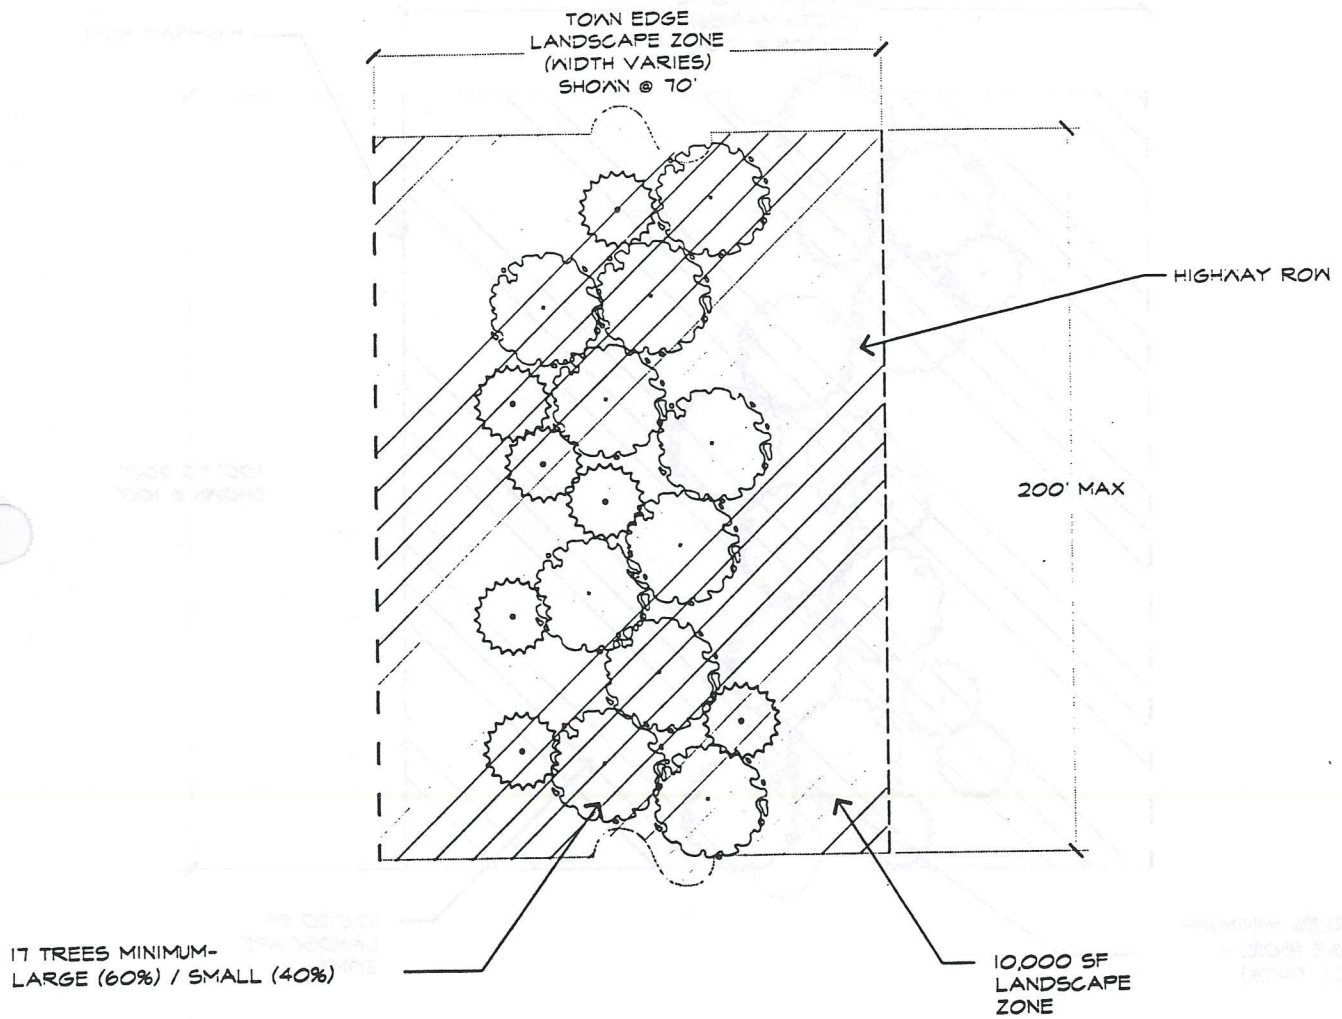 TOWN EDGE
LANDSCAPE ZONE
(WIDTH VARIES)
SHOWN @ 70'
HIGHWAY ROW
200' MAX
17 TREES MINIMUM-
LARGE (60%) / SMALL (40%)
10,000 SF
LANDSCAPE
ZONE